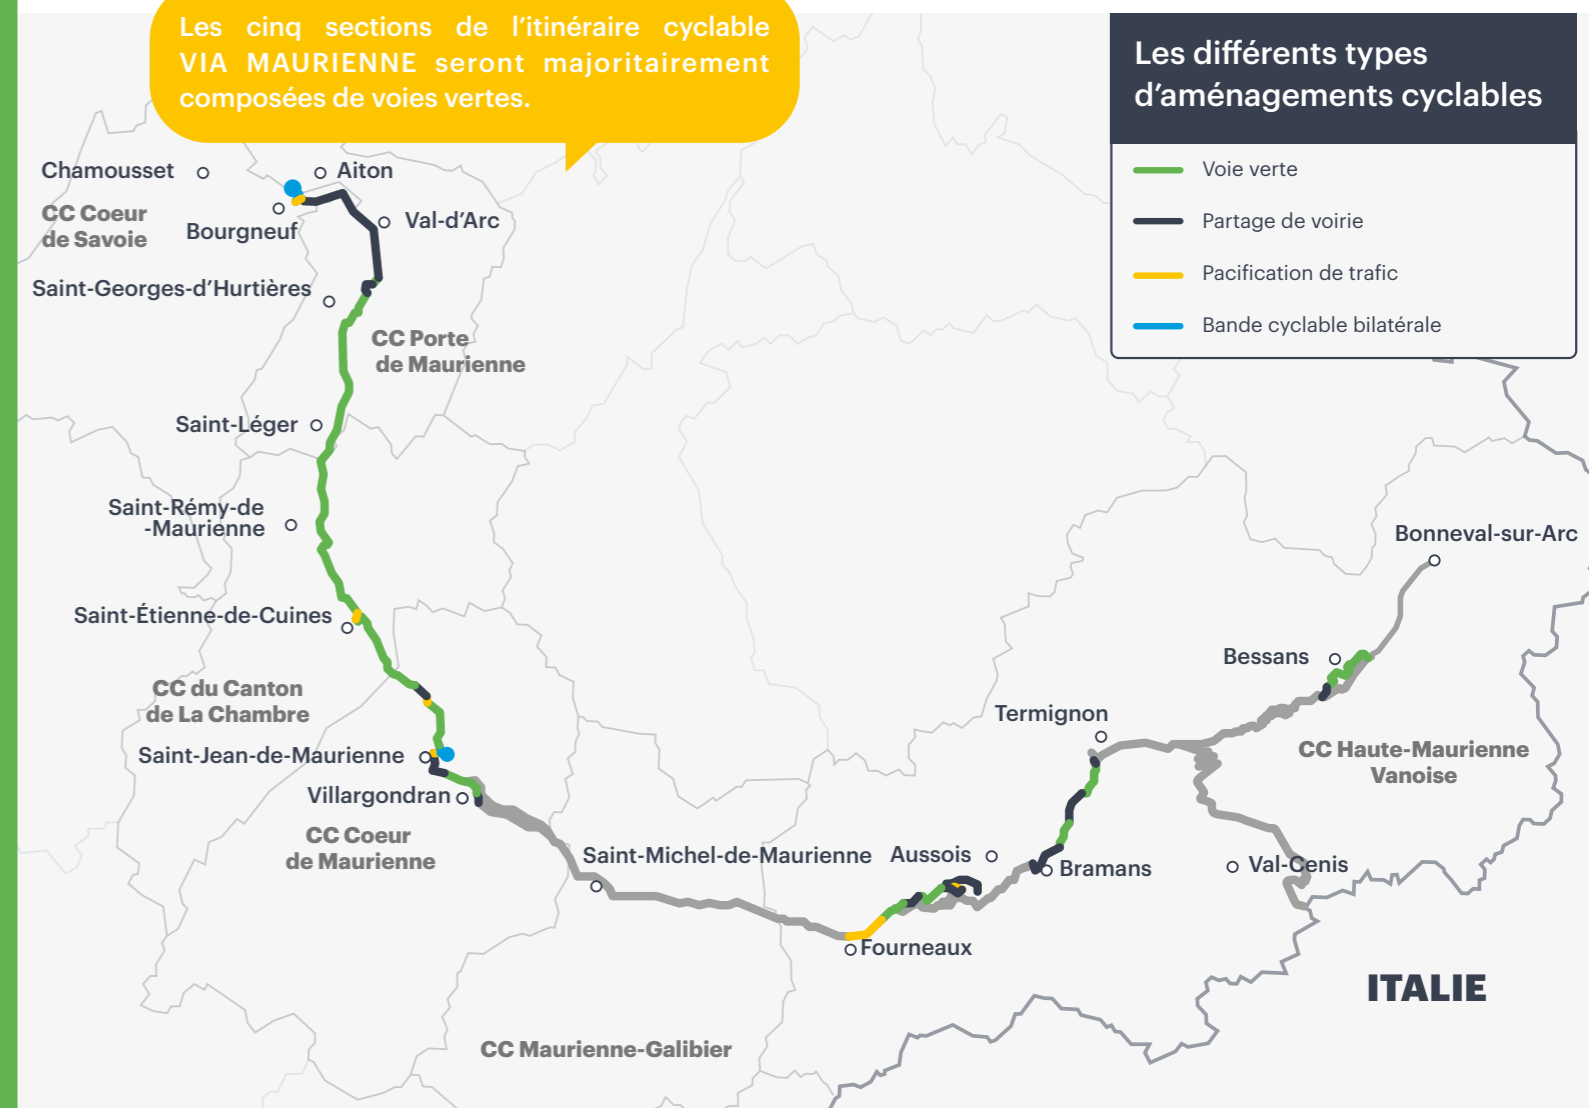 Les cinq sections de l'itinéraire cyclable
VIA MAURIENNE seront majoritairement
composées de voies vertes.
Les différents types
d'aménagements cyclables
Voie verte
Partage de voirie
Pacification de trafic
Bande cyclable bilatérale
Chamousset
Aiton
CC Coeur
de Savoie
Bourgneuf
Val-d'Arc
Saint-Georges-d'Hurtières
CC Porte
de Maurienne
Saint-Léger
Saint-Rémy-de
-Maurienne
Bonneval-sur-Arc
Saint-Étienne-de-Cuines
Bessans
CC du Canton
de La Chambre
Termignon
Saint-Jean-de-Maurienne
CC Haute-Maurienne
Vanoise
Villargondran
CC Coeur
de Maurienne
Saint-Michel-de-Maurienne
Aussois
Bramans
Val-Cenis
Fourneaux
ITALIE
CC Maurienne-Galibier